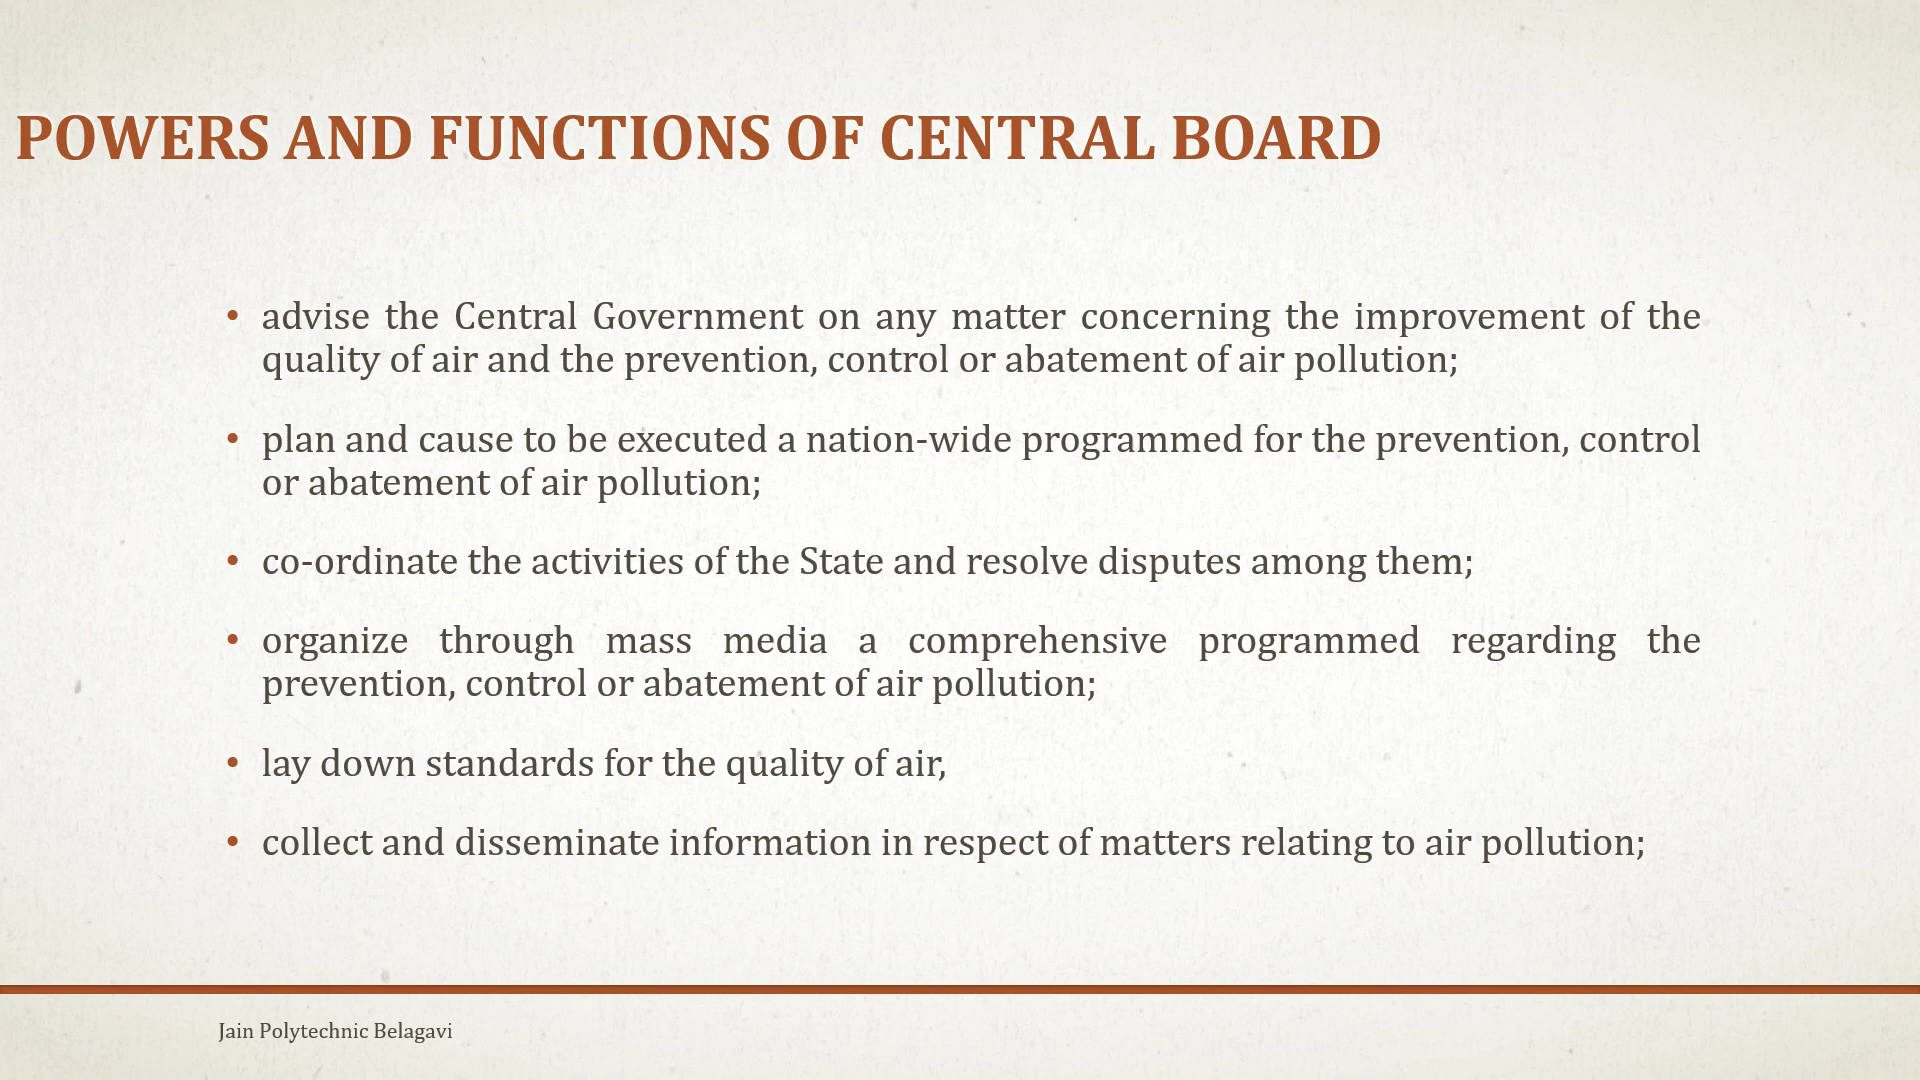 POWERS AND FUNCTIONS OF CENTRAL BOARD
• advise the Central Government on any matter concerning the improvement of the
quality of air and the prevention, control or abatement of air pollution;
• plan and cause to be executed a nation-wide programmed for the prevention, control
or abatement of air pollution;
• co-ordinate the activities of the State and resolve disputes among them;
• organize through mass media a comprehensive programmed regarding the
prevention, control or abatement of air pollution;
• lay down standards for the quality of air,
• collect and disseminate information in respect of matters relating to air pollution;
Jain Polytechnic Belagavi